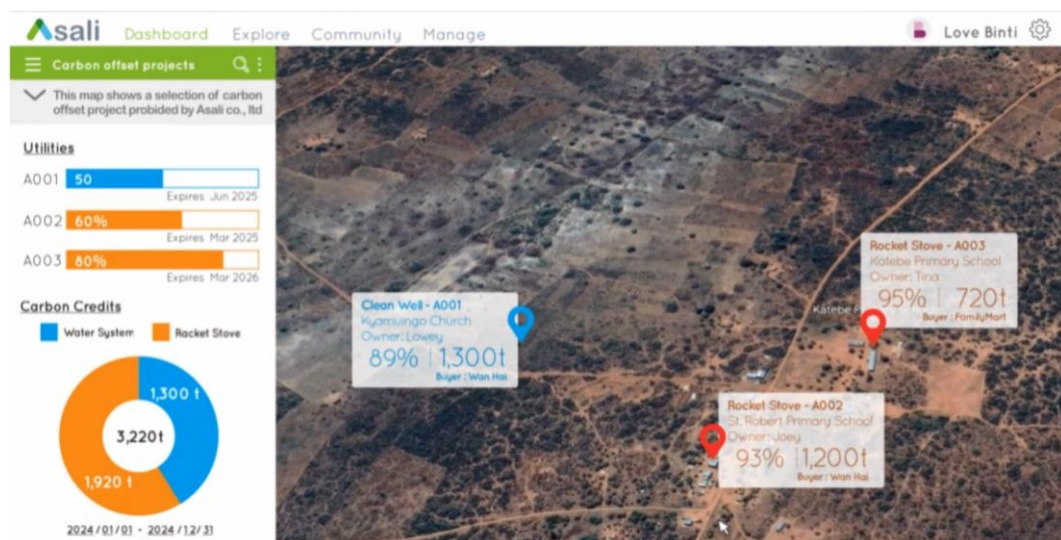 Asali
Dashboard Explore Community Manage
Love Binti
Carbon offset projects
This map shows a selection of carbon
offset project probided by Asali co., ltd
Utilities
A001 50
Expires Jun 2025
A002 60%
Expires Mar 2025
A003 80%
Expires Mar 2026
Carbon Credits
Water System Rocket Stove
1,300 t
3,220t
1,920 t
2024/01/01 - 2024/12/31
Clean Well - A001
Kyamuingo Church
Owner: Lowey
89% | 1,300t
Buyer : Wan Hai
Rocket Stove - A003
Katebe Primary School
Owner: Tina
95% | 720t
Buyer : FamilyMart
Katebe P
Rocket Stove - A002
St. Robert Primary School
Owner: Joey
93% | 1,200t
Buyer : Wan Hai